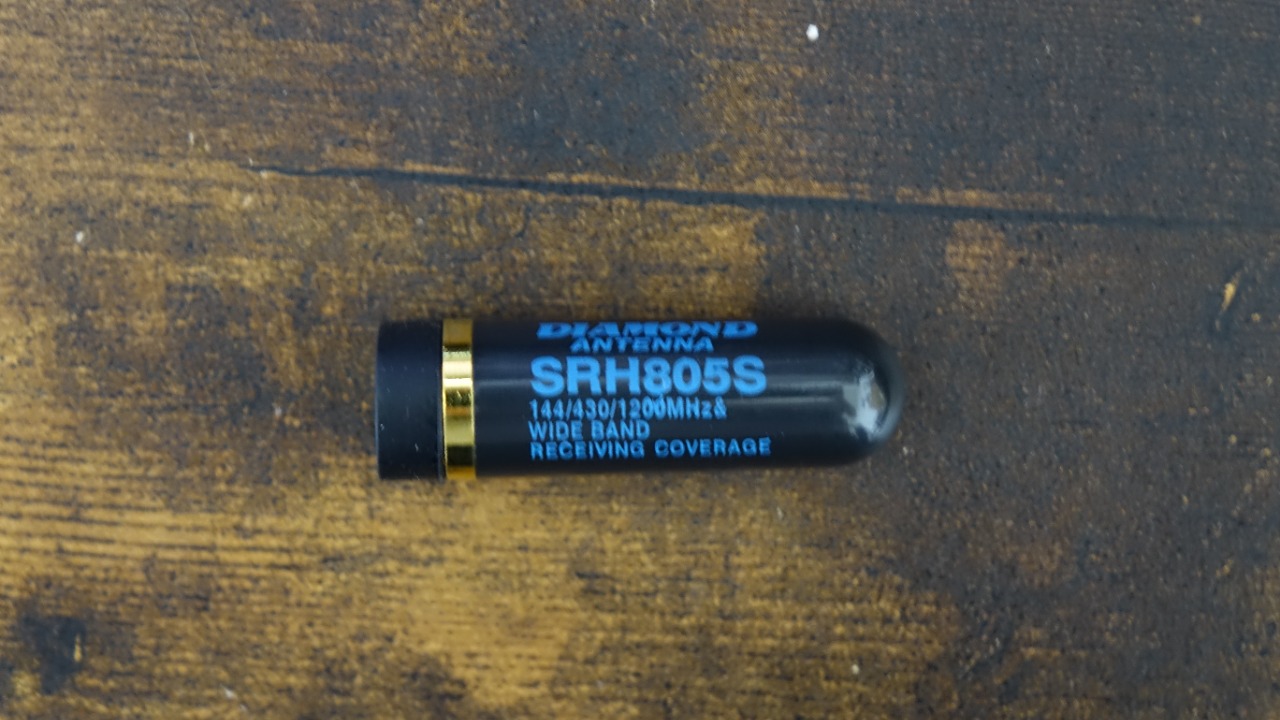 DIAMOND
ANTENNA
SRH805S
144/430/1200MHz&
WIDE BAND
RECEIVING COVERAGE